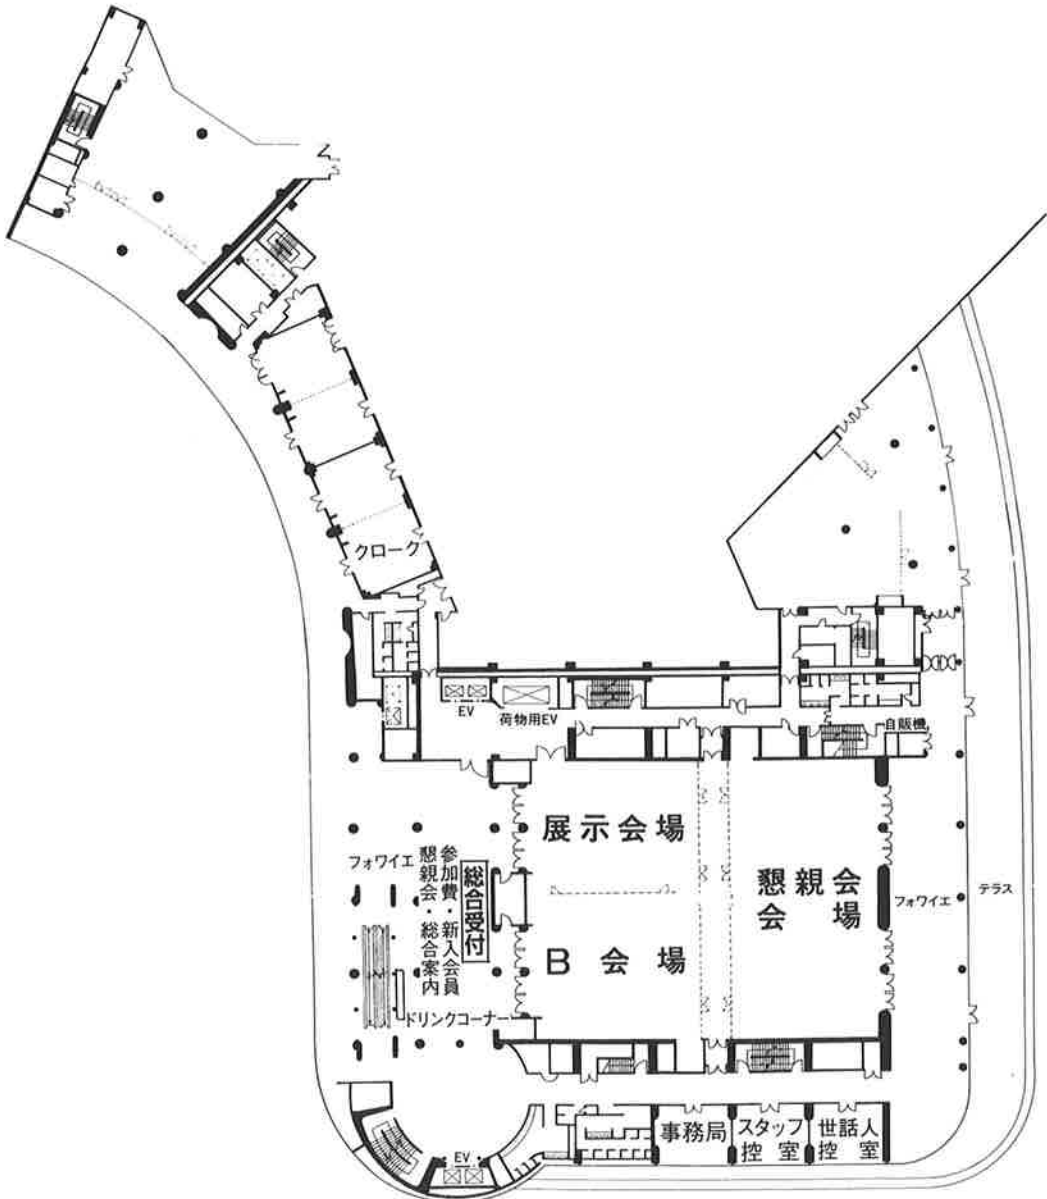 クローク
EV
荷物用EV
自販機
展示会場
懇親会
会場
フォワイエ
参加費・新入会員
懇親会・総合案内
総合受付
フォワイエ
テラス
B会場
ドリンクコーナー
事務局
スタッフ
控室
世話人
控室
EV